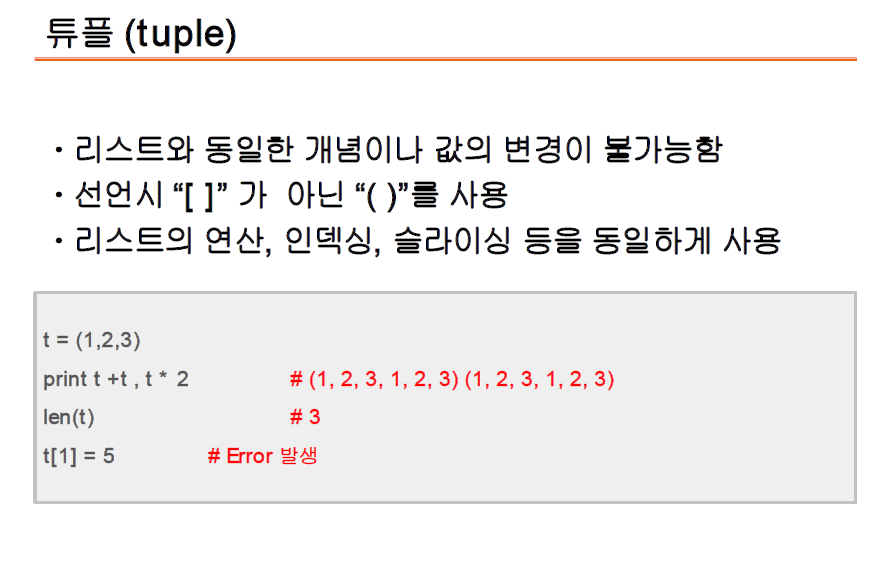 튜플 (tuple)
· 리스트와 동일한 개념이나 값의 변경이 불가능함
· 선언시 “[ ]” 가  아닌 “( )”를 사용
· 리스트의 연산, 인덱싱, 슬라이싱 등을 동일하게 사용
t = (1,2,3)
print t +t , t * 2 # (1, 2, 3, 1, 2, 3) (1, 2, 3, 1, 2, 3)
len(t) # 3
t[1] = 5 # Error 발생